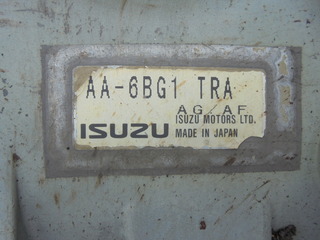 AA-6BG1 TRA
AG.AF
ISUZU
ISUZU MOTORS LTD.
MADE IN JAPAN